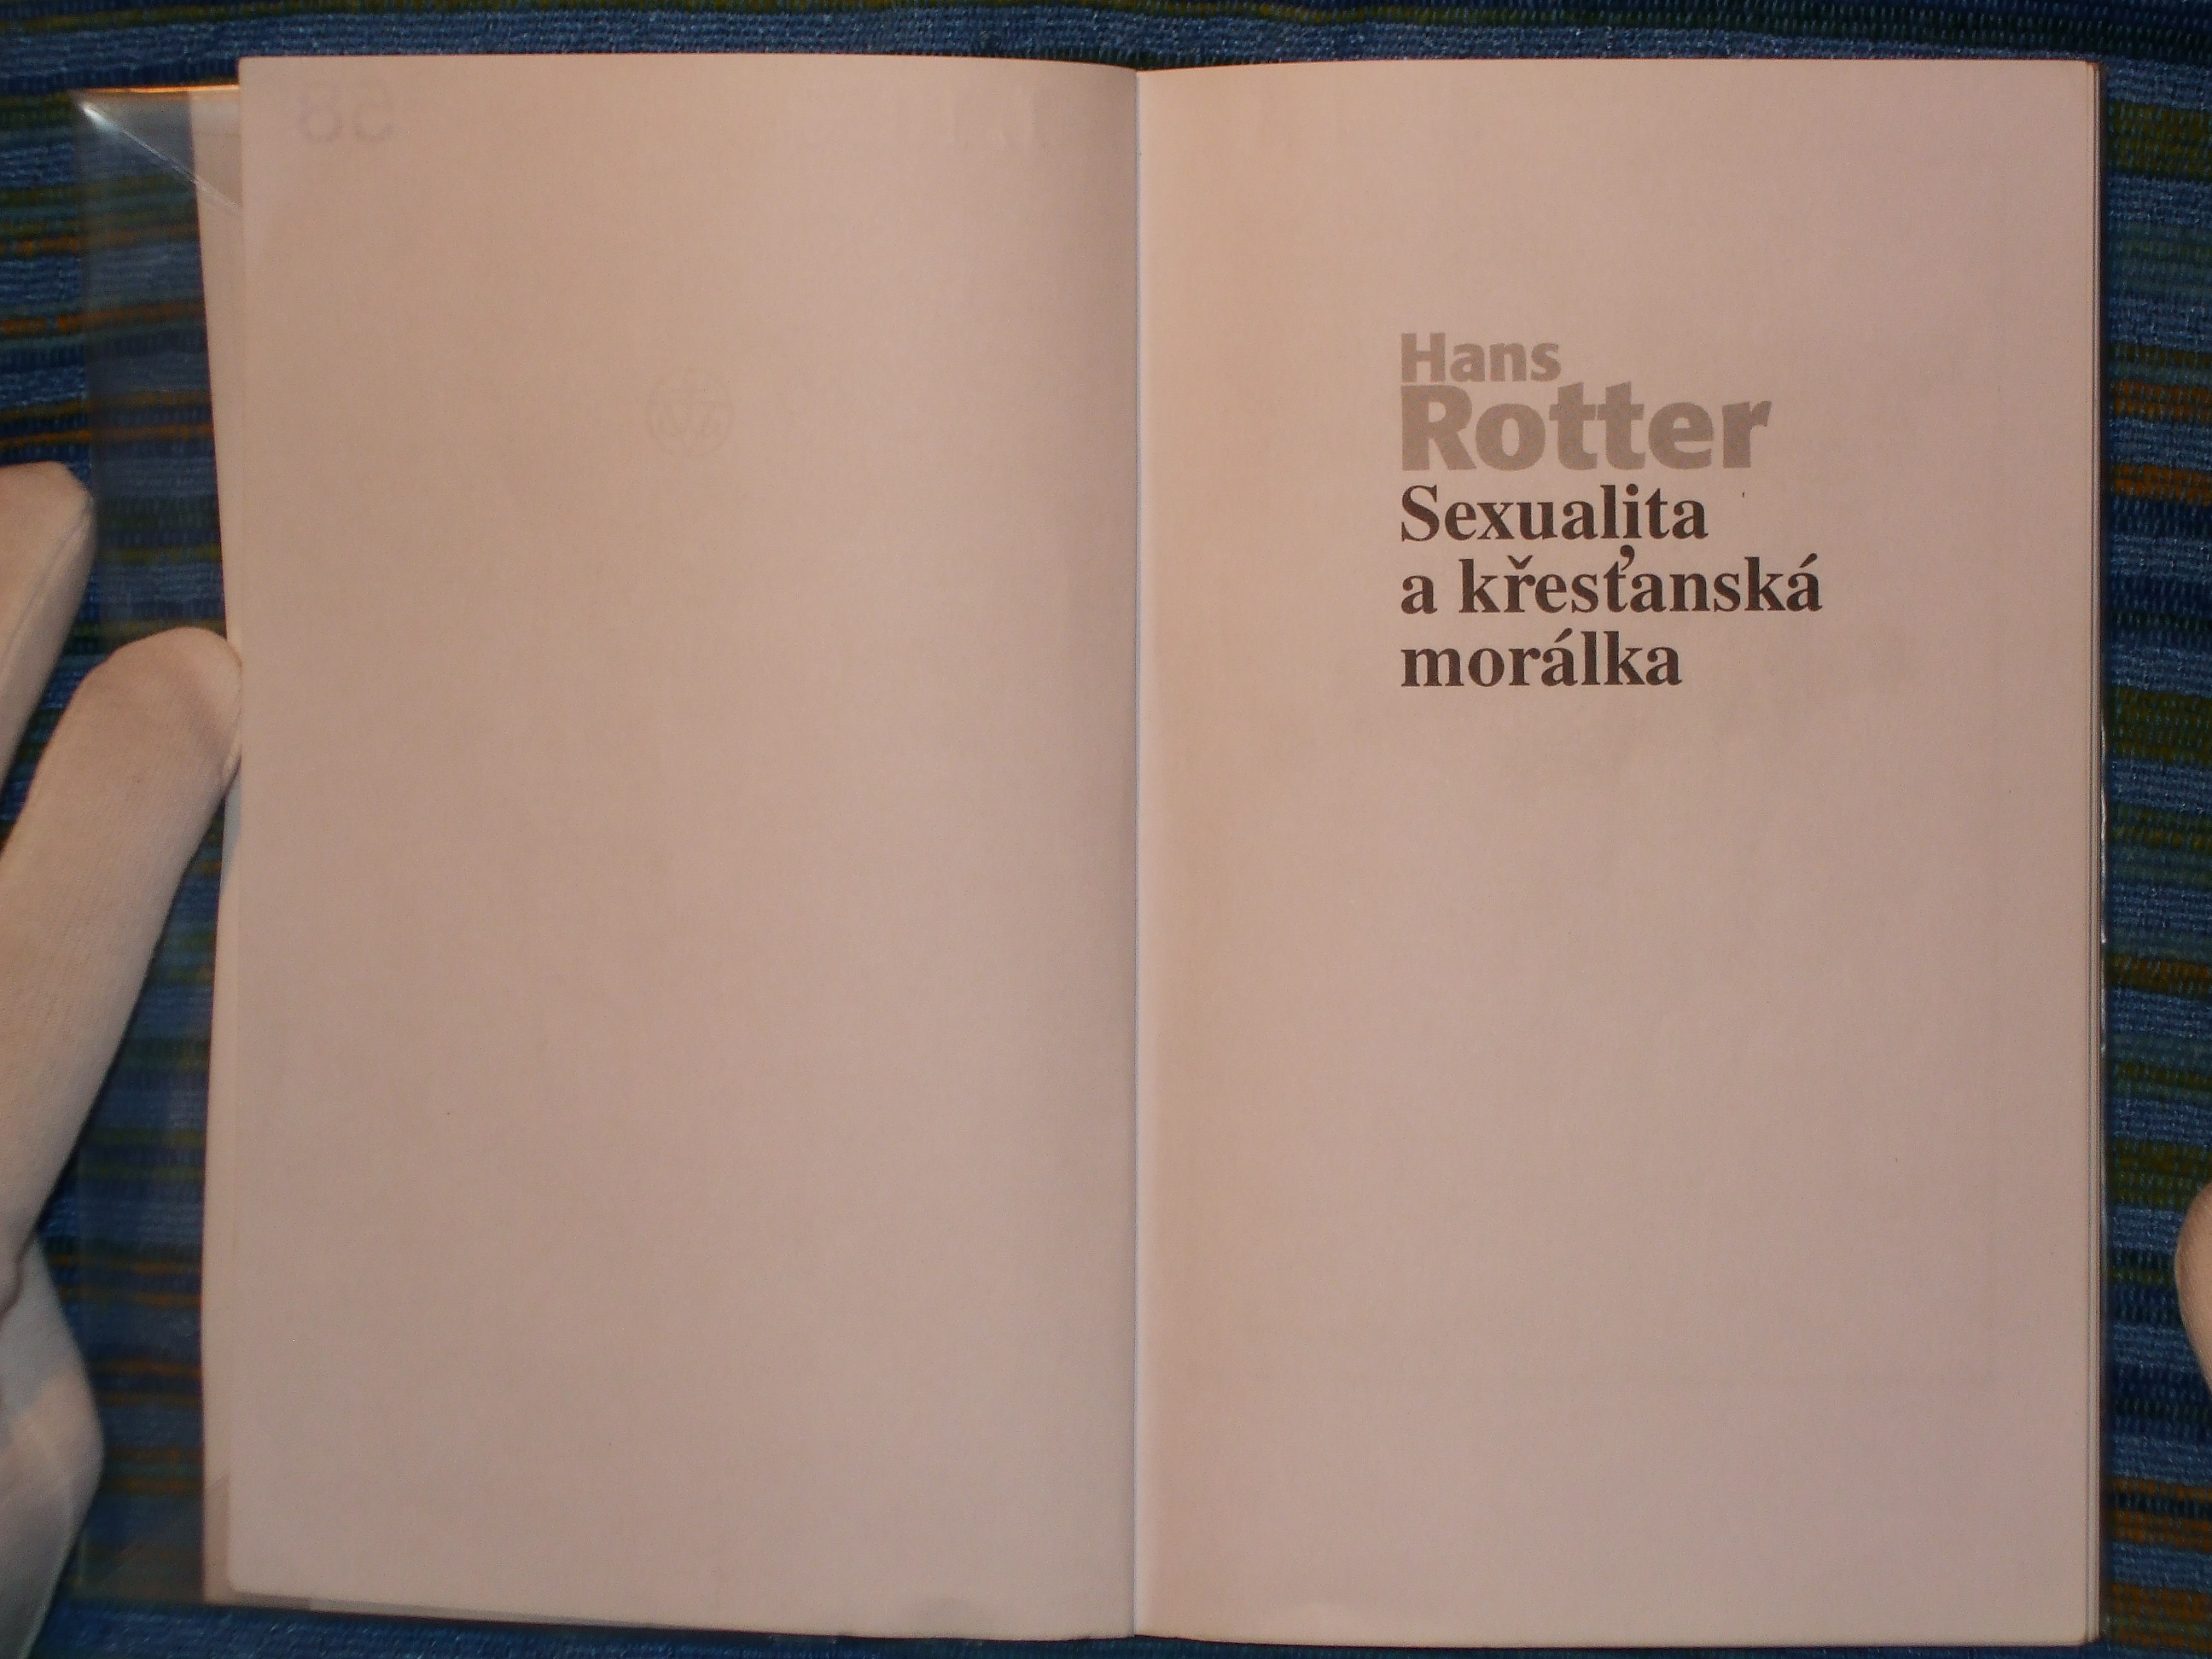 Hans
Rotter
Sexualita
a křesťanská
morálka